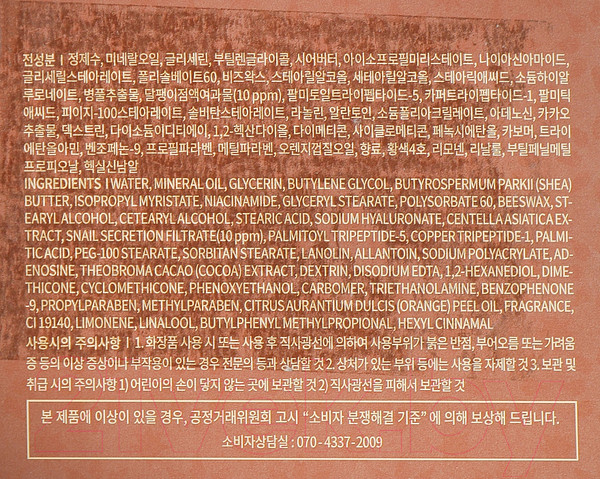 전성분 | 정제수, 미네랄오일, 글리세린, 부틸렌글라이콜, 시어버터, 아이소프로필미리스테이트, 나이아신아마이드,
글리세릴스테아레이트, 폴리솔베이트60, 비즈왁스, 스테아릴알코올, 세테아릴알코올, 스테아릭애씨드, 소듐하이알
루로네이트, 병풀추출물, 달팽이점액여과물(10 ppm), 팔미토일트라이펩타이드-5, 카퍼트라이펩타이드-1, 팔미틱
애씨드, 피이지-100스테아레이트, 솔비탄스테아레이트, 라놀린, 알란토인, 소듐폴리아크릴레이트, 아데노신, 카카오
추출물, 덱스트린, 다이소듐이디티에이, 1,2-헥산다이올, 다이메티콘, 사이클로메티콘, 페녹시에탄올, 카보머, 트라이
에탄올아민, 벤조페논-9, 프로필파라벤, 메틸파라벤, 오렌지껍질오일, 향료, 황색4호, 리모넨, 리날룰, 부틸페닐메틸
프로피오날, 헥실신남알
INGREDIENTS | WATER, MINERAL OIL, GLYCERIN, BUTYLENE GLYCOL, BUTYROSPERMUM PARKII (SHEA)
BUTTER, ISOPROPYL MYRISTATE, NIACINAMIDE, GLYCERYL STEARATE, POLYSORBATE 60, BEESWAX, ST-
EARYL ALCOHOL, CETEARYL ALCOHOL, STEARIC ACID, SODIUM HYALURONATE, CENTELLA ASIATICA EX-
TRACT, SNAIL SECRETION FILTRATE(10 ppm), PALMITOYL TRIPEPTIDE-5, COPPER TRIPEPTIDE-1, PALMI-
TIC ACID, PEG-100 STEARATE, SORBITAN STEARATE, LANOLIN, ALLANTOIN, SODIUM POLYACRYLATE, AD-
ENOSINE, THEOBROMA CACAO (COCOA) EXTRACT, DEXTRIN, DISODIUM EDTA, 1,2-HEXANEDIOL, DIME-
THICONE, CYCLOMETHICONE, PHENOXYETHANOL, CARBOMER, TRIETHANOLAMINE, BENZOPHENONE
-9, PROPYLPARABEN, METHYLPARABEN, CITRUS AURANTIUM DULCIS (ORANGE) PEEL OIL, FRAGRANCE,
CI 19140, LIMONENE, LINALOOL, BUTYLPHENYL METHYLPROPIONAL, HEXYL CINNAMAL
사용시의 주의사항 | 1. 화장품 사용 시 또는 사용 후 직사광선에 의하여 사용부위가 붉은 반점, 부어오름 또는 가려움
증 등의 이상 증상이나 부작용이 있는 경우 전문의 등과 상담할 것 2. 상처가 있는 부위 등에는 사용을 자제할 것 3. 보관 및
취급 시의 주의사항 1) 어린이의 손이 닿지 않는 곳에 보관할 것 2) 직사광선을 피해서 보관할 것
본 제품에 이상이 있을 경우, 공정거래위원회 고시 “소비자 분쟁해결 기준” 에 의해 보상해 드립니다.
소비자상담실 : 070-4337-2009